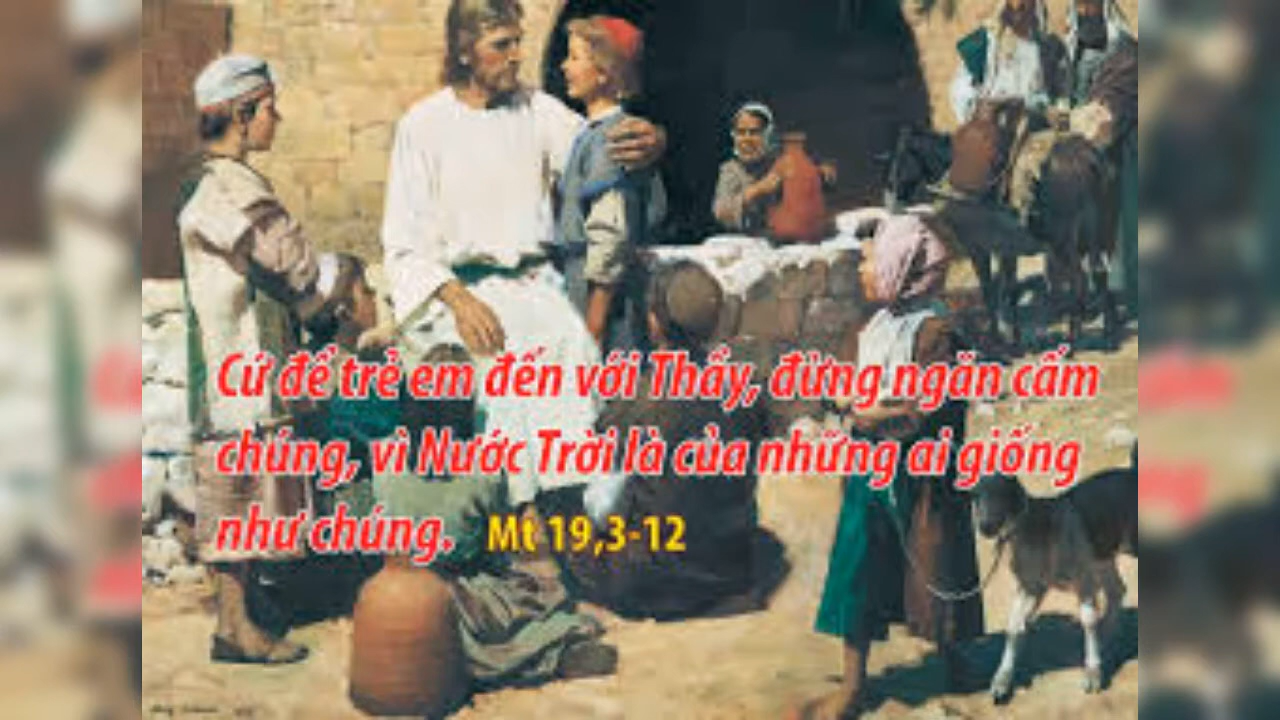 Cứ để trẻ em đến với Thầy, đừng ngăn cấm
chúng, vì Nước Trời là của những ai giống
như chúng. Mt 19,3-12